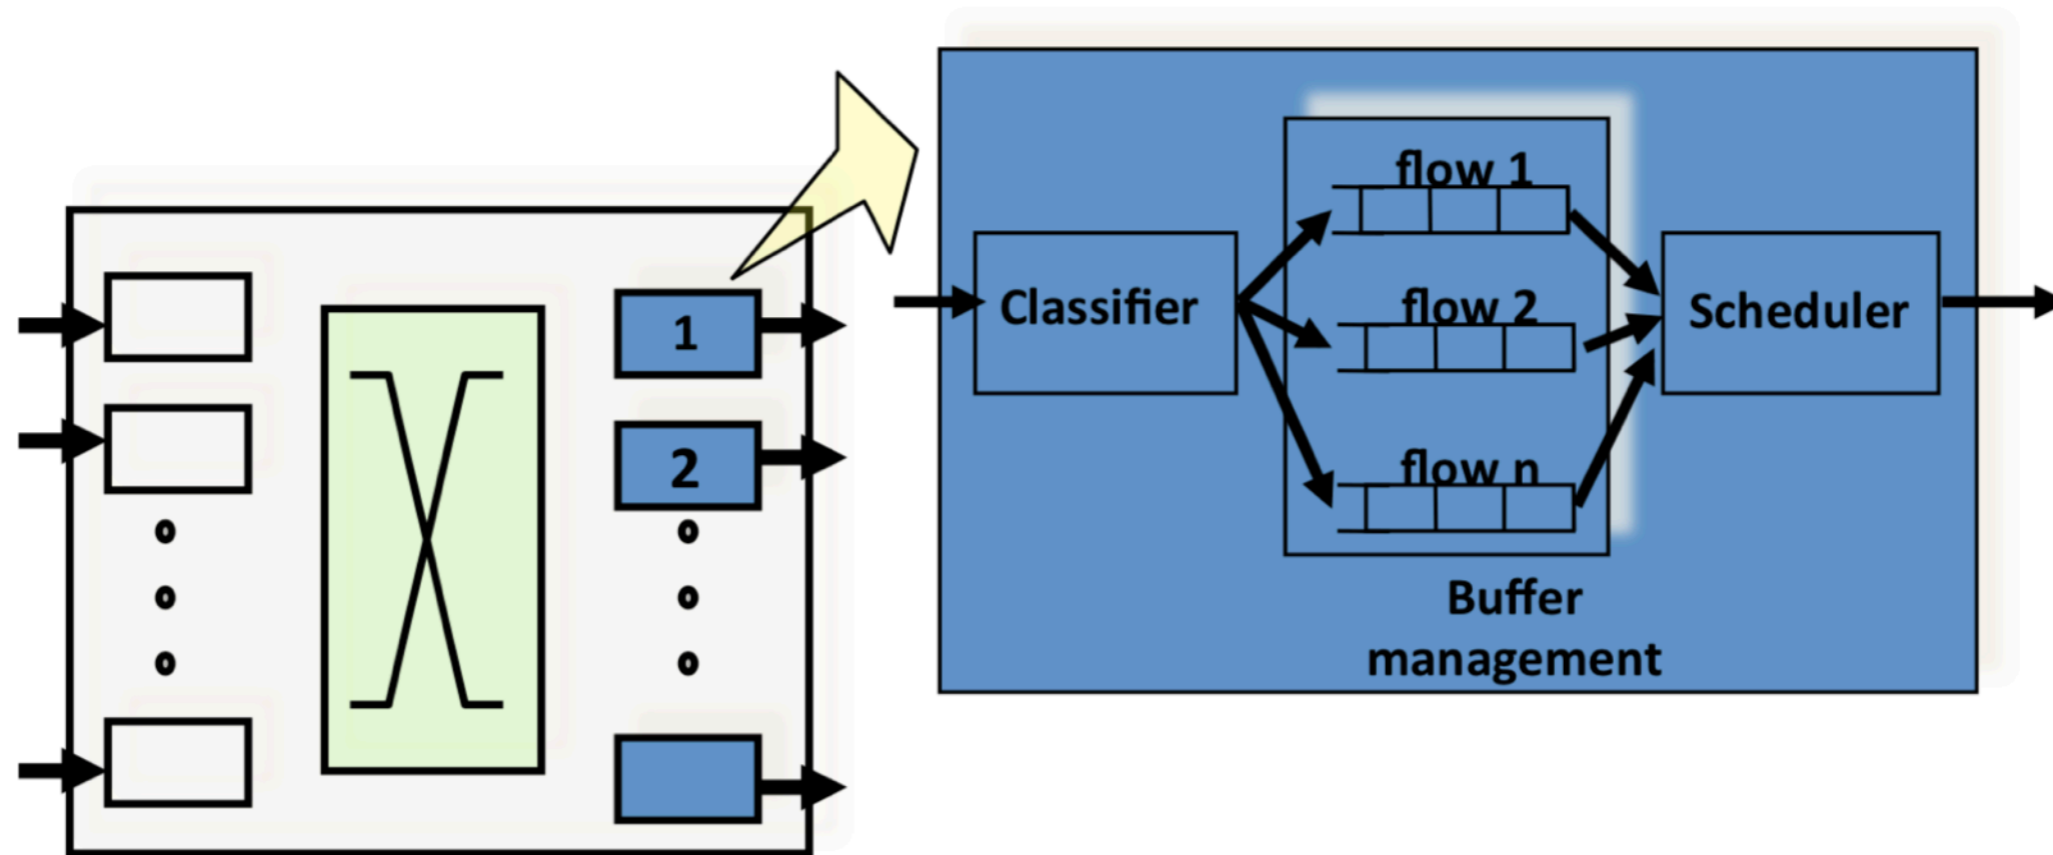 1
2
Classifier
flow 1
flow 2
flow n
Scheduler
Buffer
management